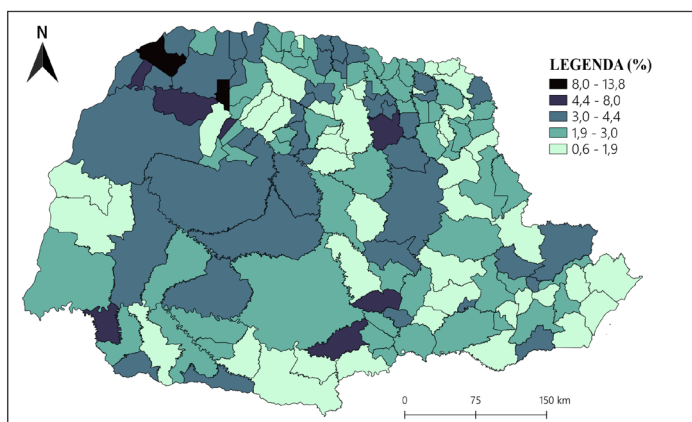 N
LEGENDA (%)
8,0 - 13,8
4,4 - 8,0
3,0 - 4,4
1,9 - 3,0
0,6 - 1,9
0 75 150 km